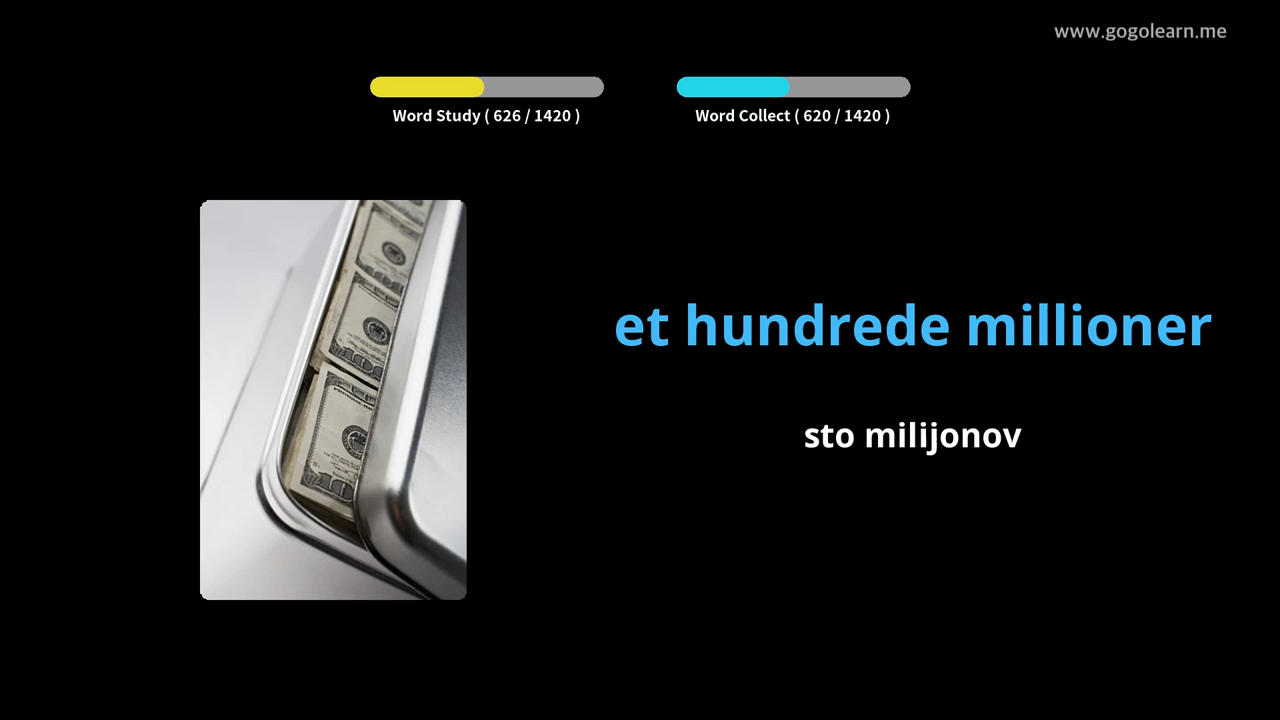 www.gogolearn.me
Word Study ( 626 / 1420 )
Word Collect ( 620 / 1420 )
et hundrede millioner
sto milijonov